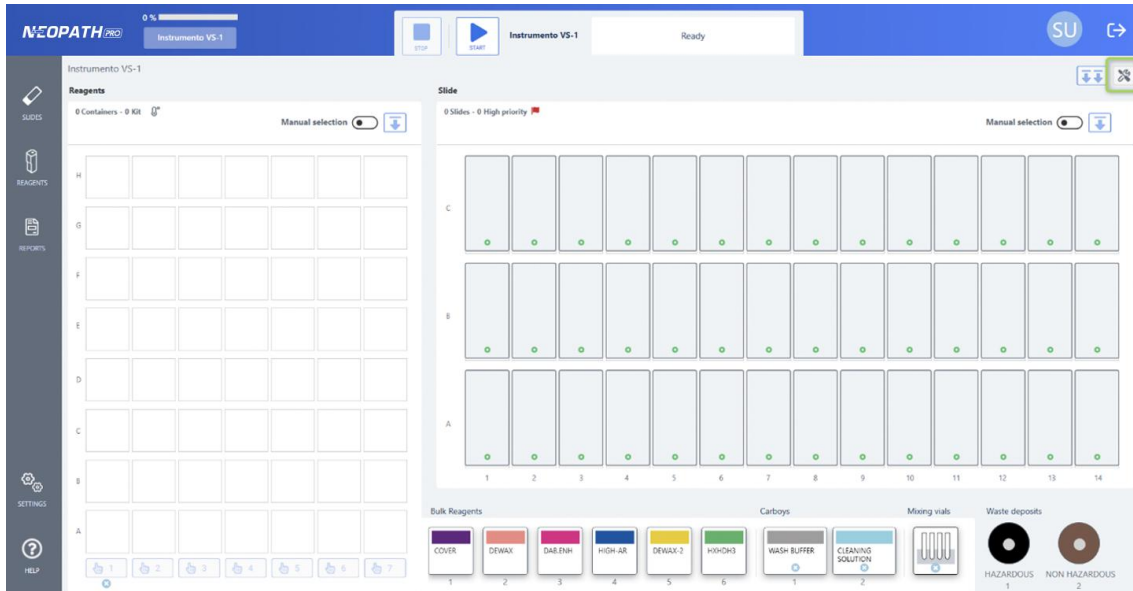 NEOPATH PRO
0 %
Instrumento VS-1
STOP
START
Instrumento VS-1
Ready
SU
Instrumento VS-1
Reagents
0 Containers - 0 Kit
Manual selection
Slide
0 Slides - 0 High priority
Manual selection
SLIDES
REAGENTS
REPORTS
SETTINGS
HELP
H
G
F
E
D
C
B
A
1 2 3 4 5 6 7
C
B
A
1 2 3 4 5 6 7 8 9 10 11 12 13 14
Bulk Reagents
COVER DEWAX DAB.ENH HIGH-AR DEWAX-2 HXHDH3
1 2 3 4 5 6
Carboys
WASH BUFFER
CLEANING
SOLUTION
1 2
Mixing vials
Waste deposits
HAZARDOUS NON HAZARDOUS
1 2